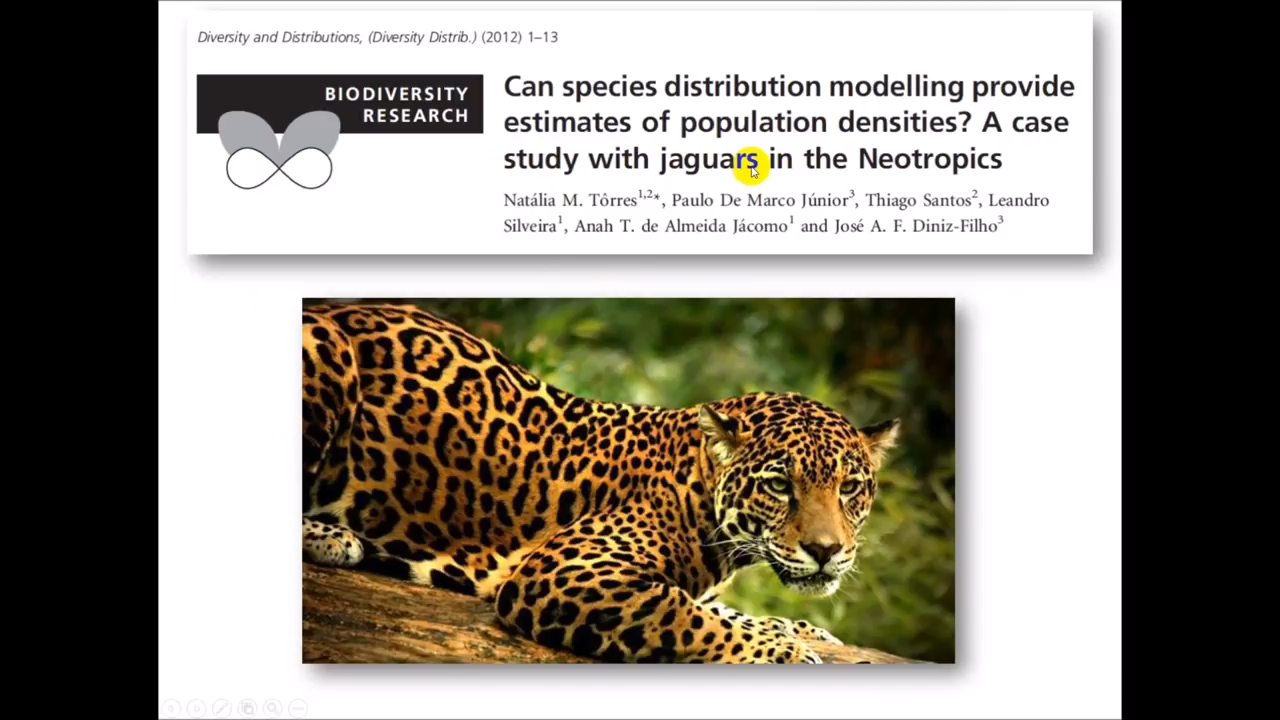 Diversity and Distributions, (Diversity Distrib.) (2012) 1–13
BIODIVERSITY
RESEARCH
Can species distribution modelling provide
estimates of population densities? A case
study with jaguars in the Neotropics
Natália M. Tôrres1,2*, Paulo De Marco Júnior3, Thiago Santos2, Leandro
Silveira1, Anah T. de Almeida Jácomo1 and José A. F. Diniz-Filho3